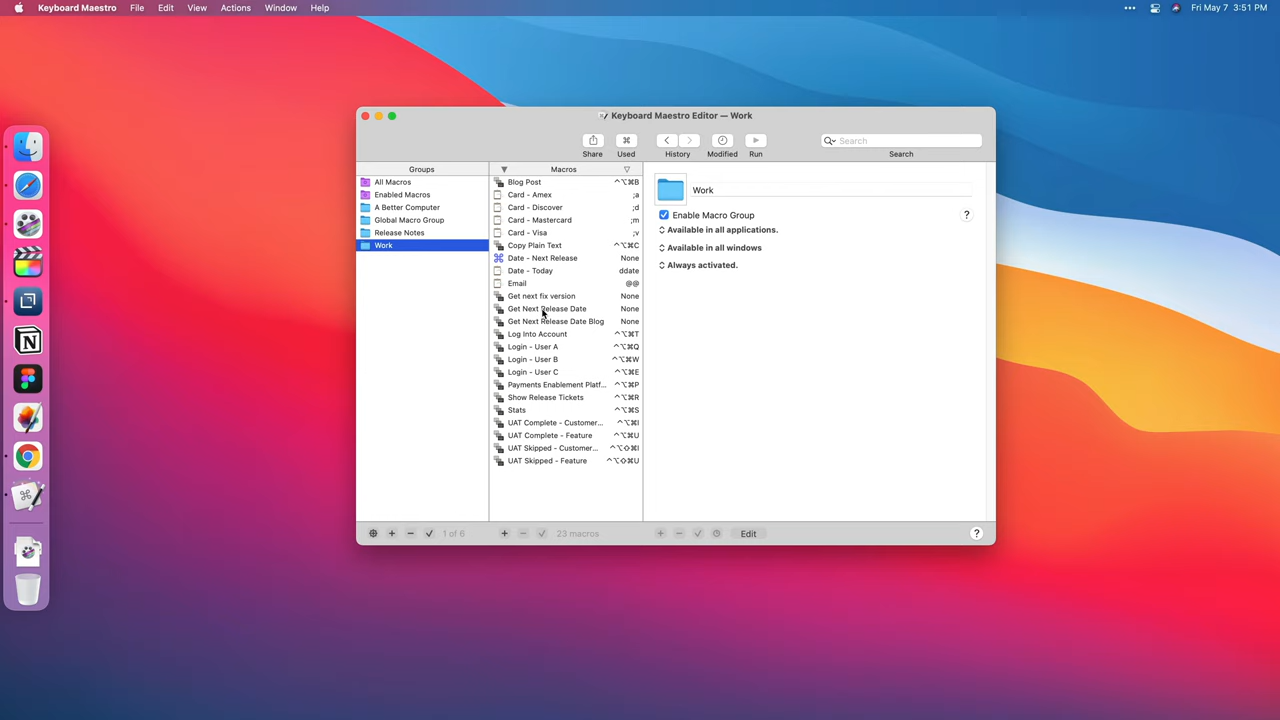 Keyboard Maestro File Edit View Actions Window Help
Fri May 7 3:51 PM
Keyboard Maestro Editor — Work
Share Used History Modified Run
Search
Search
Groups
All Macros
Enabled Macros
A Better Computer
Global Macro Group
Release Notes
Work
Macros
Blog Post ^⌥⌘B
Card - Amex ;a
Card - Discover ;d
Card - Mastercard ;m
Card - Visa ;v
Copy Plain Text ^⌥⌘C
Date - Next Release None
Date - Today ddate
Email @@
Get next fix version None
Get Next Release Date None
Get Next Release Date Blog None
Log Into Account ^⌥⌘T
Login - User A ^⌥⌘Q
Login - User B ^⌥⌘W
Login - User C ^⌥⌘E
Payments Enablement Platf... ^⌥⌘P
Show Release Tickets ^⌥⌘R
Stats ^⌥⌘S
UAT Complete - Customer... ^⌥⌘I
UAT Complete - Feature ^⌥⌘U
UAT Skipped - Customer... ^⌥⇧⌘I
UAT Skipped - Feature ^⌥⇧⌘U
Work
Enable Macro Group ?
Available in all applications.
Available in all windows
Always activated.
1 of 6
23 macros
Edit
?